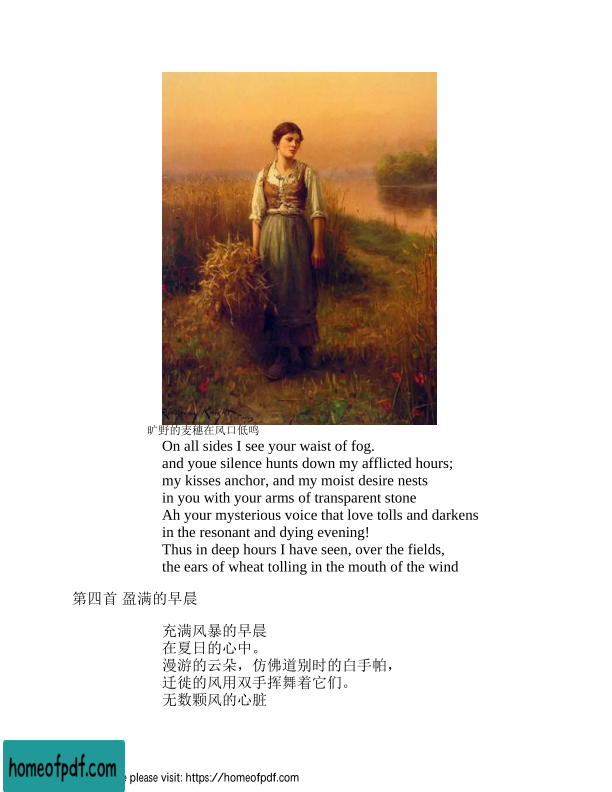 Ridgway Knight
旷野的麦穗在风口低鸣
On all sides I see your waist of fog.
and youe silence hunts down my afflicted hours;
my kisses anchor, and my moist desire nests
in you with your arms of transparent stone
Ah your mysterious voice that love tolls and darkens
in the resonant and dying evening!
Thus in deep hours I have seen, over the fields,
the ears of wheat tolling in the mouth of the wind
第四首 盈满的早晨
充满风暴的早晨
在夏日的心中。
漫游的云朵，仿佛道别时的白手帕，
迁徙的风用双手挥舞着它们。
无数颗风的心脏
homeofpdf.com
e please visit: https://homeofpdf.com